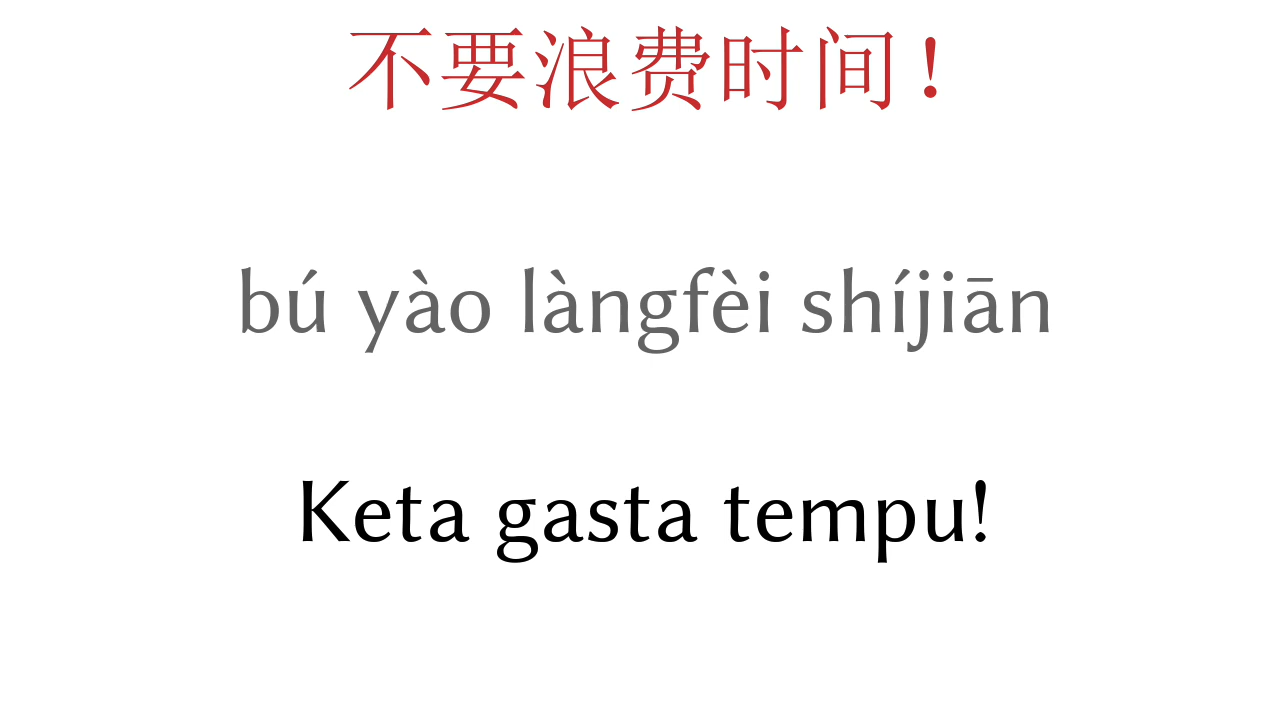 不要浪费时间！
bú yào làngfèi shíjiān
Keta gasta tempu!